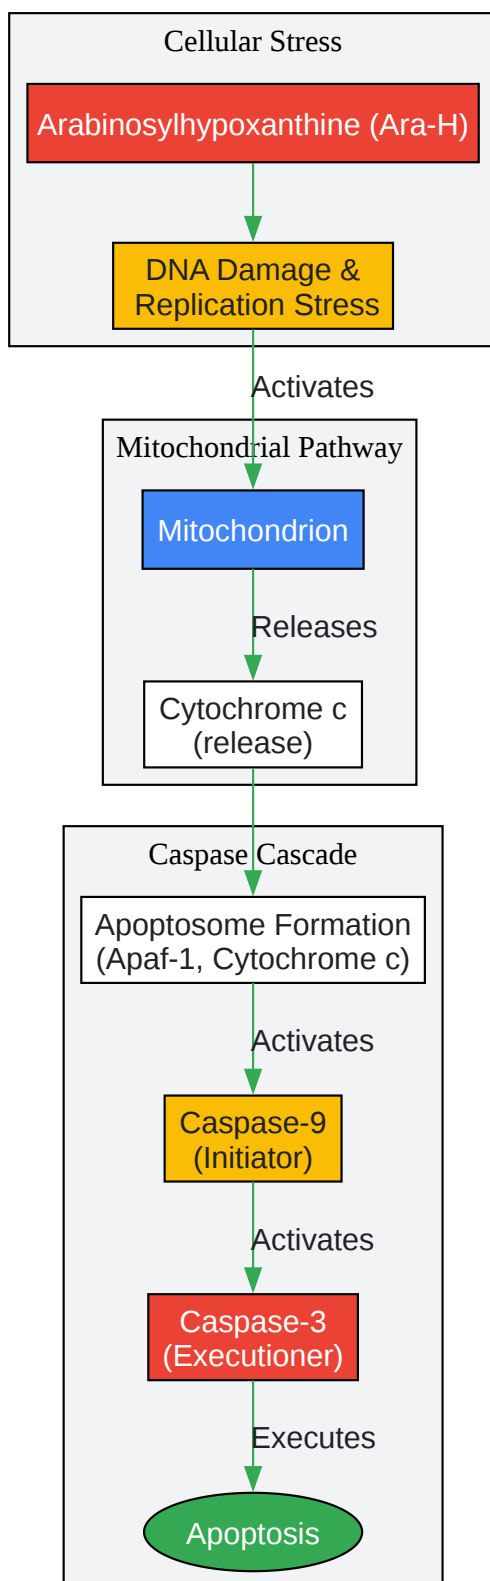 Cellular Stress
Arabinosylhypoxanthine (Ara-H)
DNA Damage &
Replication Stress
Activates
Mitochondrial Pathway
Mitochondrion
Releases
Cytochrome c
(release)
Caspase Cascade
Apoptosome Formation
(Apaf-1, Cytochrome c)
Activates
Caspase-9
(Initiator)
Activates
Caspase-3
(Executioner)
Executes
Apoptosis